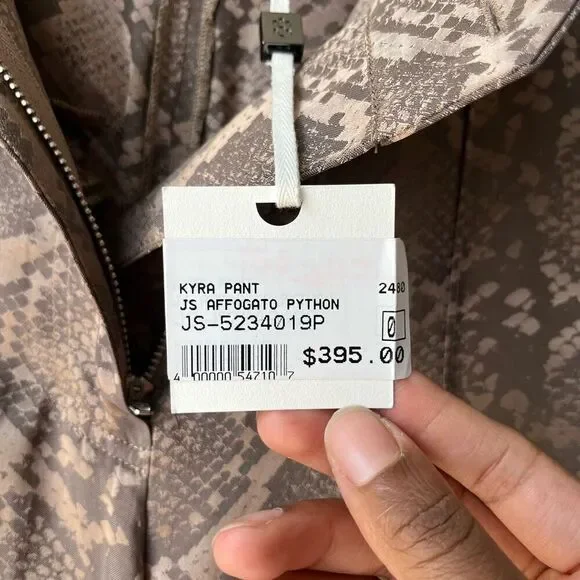 KYRA PANT 2480
JS AFFOGATO PYTHON
JS-5234019P 0
$395.00
4 00000 54710 7